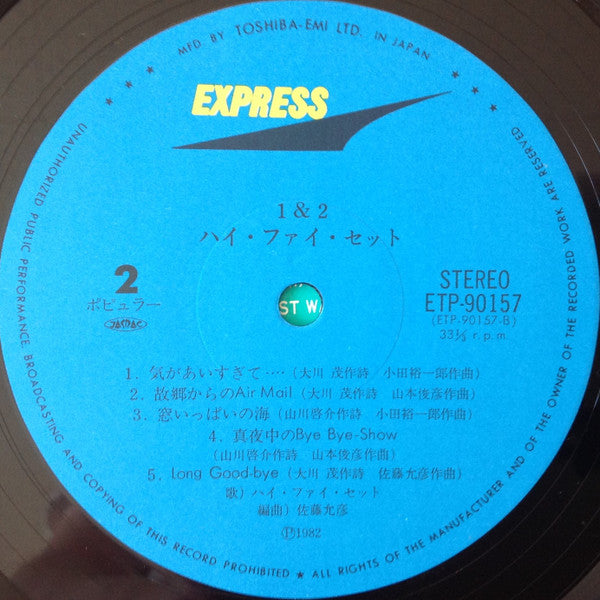 MFD BY TOSHIBA-EMI LTD. IN JAPAN
EXPRESS
1 & 2
ハイ・ファイ・セット
2
ポピュラー
JASRAC
STEREO
ETP-90157
(ETP-90157-B)
33⅓ r.p.m.
ST W
1. 気があいすぎて‥‥(大川 茂作詩 小田裕一郎作曲)
2. 故郷からのAir Mail(大川 茂作詩 山本俊彦作曲)
3. 窓いっぱいの海(山川啓介作詩 小田裕一郎作曲)
4. 真夜中のBye Bye-Show
(山川啓介作詩 山本俊彦作曲)
5. Long Good-bye(大川 茂作詩 佐藤允彦作曲)
歌)ハイ・ファイ・セット
編曲)佐藤允彦
Ⓟ1982
UNAUTHORIZED PUBLIC PERFORMANCE, BROADCASTING AND COPYING OF THIS RECORD PROHIBITED ★ ALL RIGHTS OF THE MANUFACTURER AND OF THE OWNER OF THE RECORDED WORK ARE RESERVED